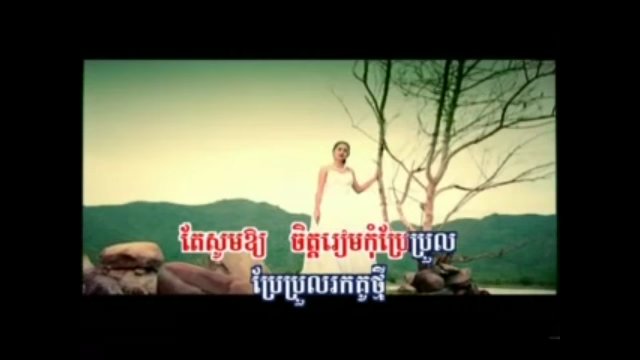 តែសូមឱ្យ ចិត្តរៀមកុំប្រែប្រួល
ប្រែប្រួលរកគូថ្មី